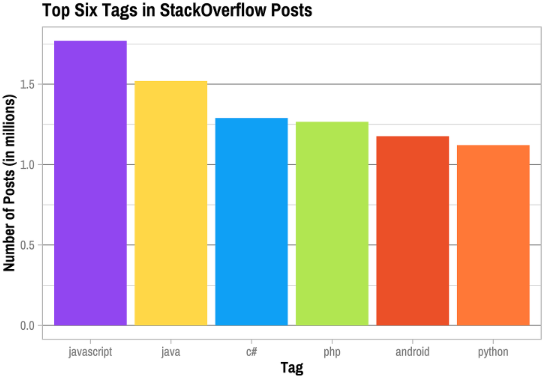 Top Six Tags in StackOverflow Posts
Number of Posts (in millions)
1.5
1.0
0.5
0.0
javascript java c# php android python
Tag